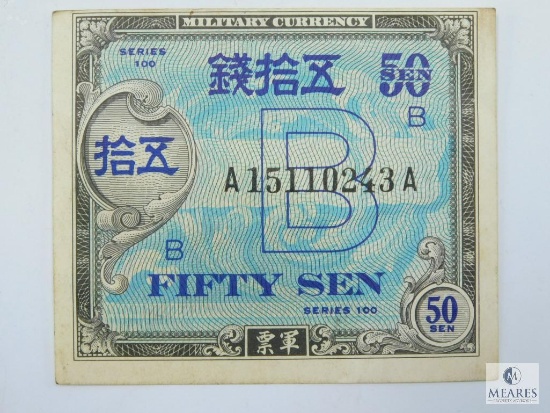 MILITARY CURRENCY
SERIES
100
錢拾五
50
SEN
B
拾五
B
A15110243A
B
FIFTY SEN
SERIES 100
50
SEN
票軍
M
MEARES